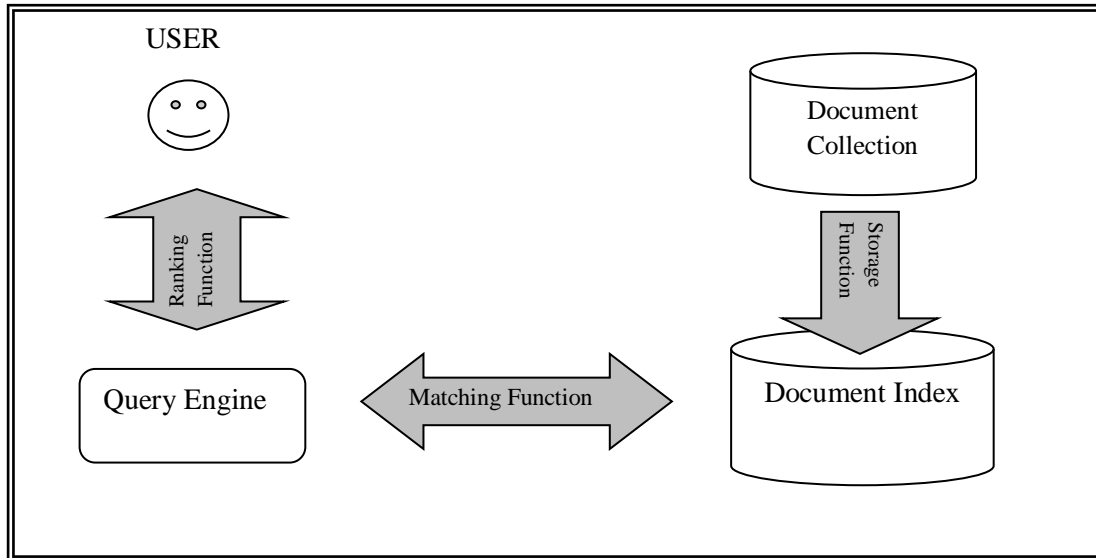 USER
Document
Collection
Ranking
Function
Storage
Function
Query Engine
Matching Function
Document Index